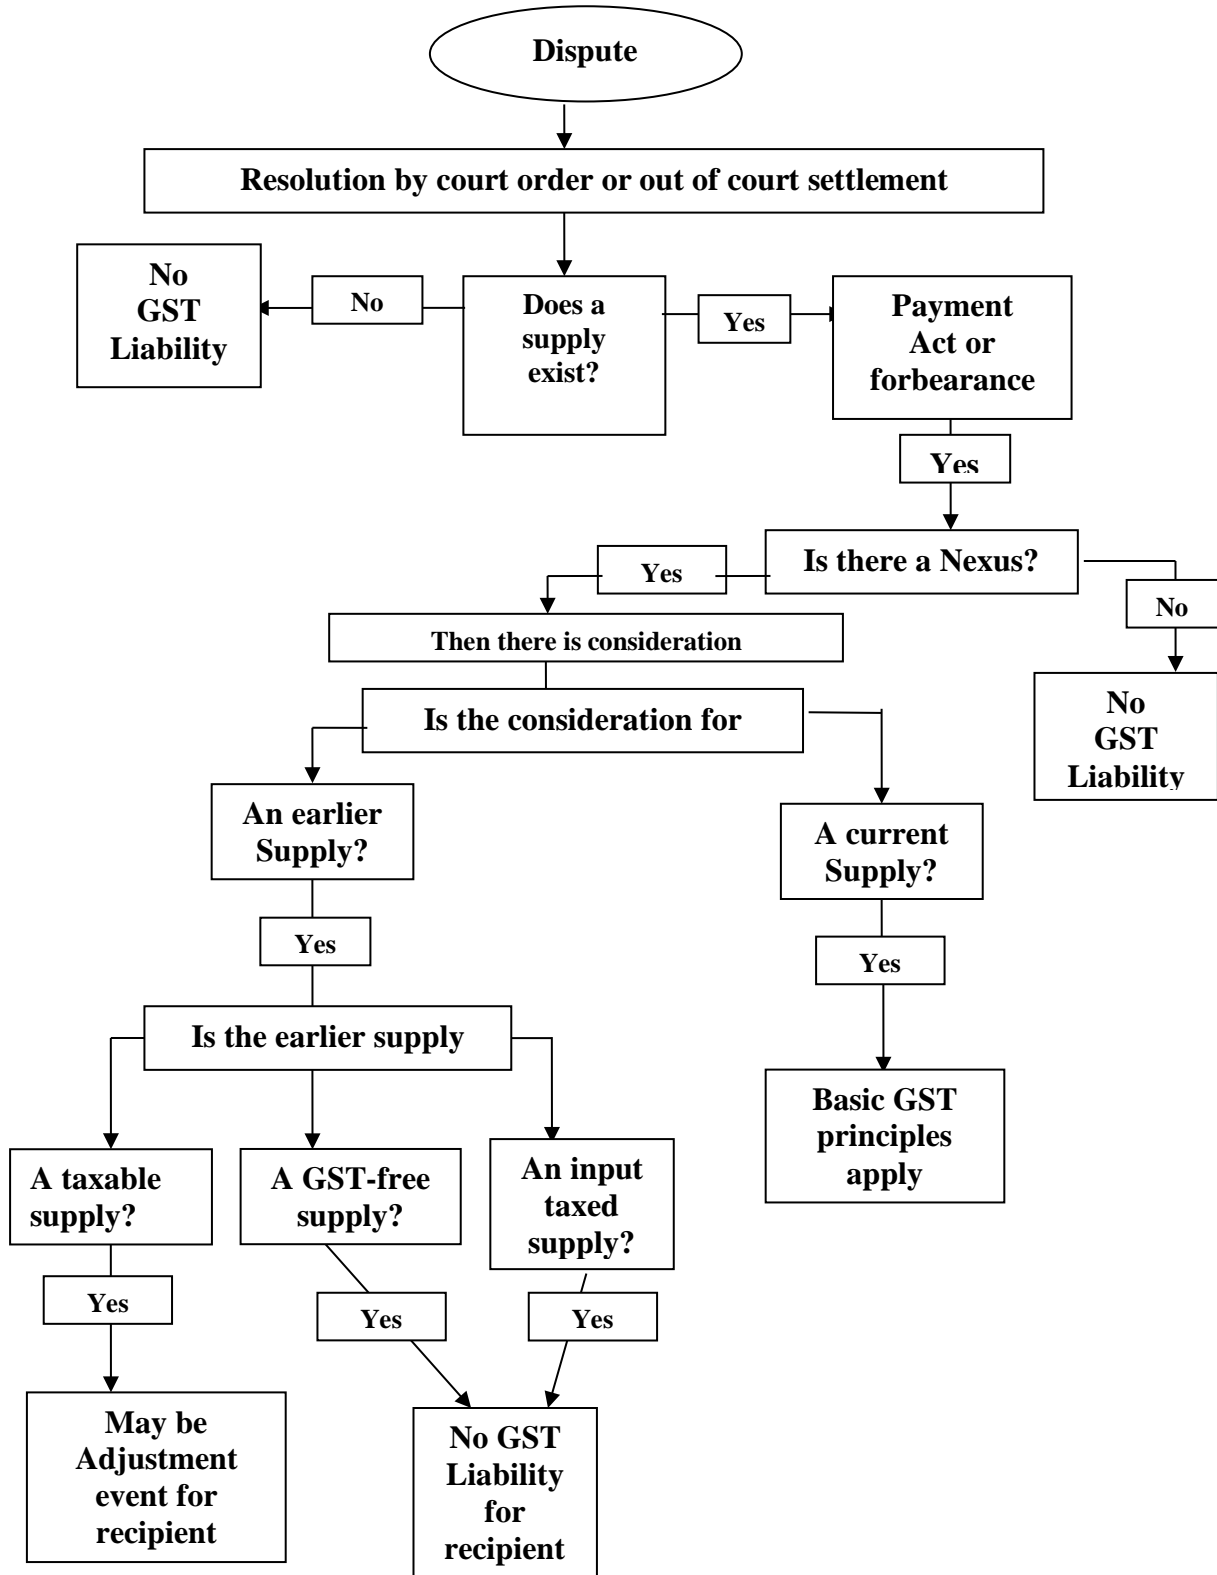 Dispute
Resolution by court order or out of court settlement
No
GST
Liability
No
Does a
supply
exist?
Yes
Payment
Act or
forbearance
Yes
Is there a Nexus?
Yes
No
Then there is consideration
No
GST
Liability
Is the consideration for
An earlier
Supply?
A current
Supply?
Yes
Yes
Is the earlier supply
Basic GST
principles
apply
A taxable
supply?
A GST-free
supply?
An input
taxed
supply?
Yes
Yes
Yes
May be
Adjustment
event for
recipient
No GST
Liability
for
recipient